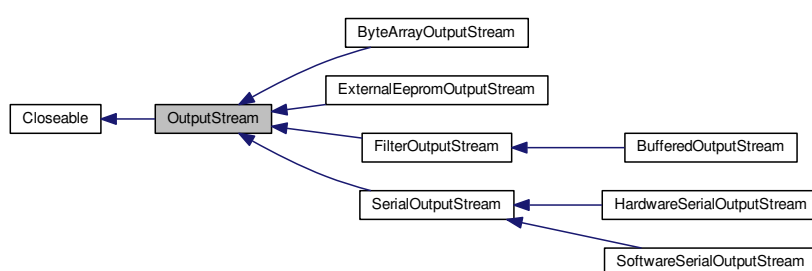 ByteArrayOutputStream
ExternalEepromOutputStream
Closeable
OutputStream
FilterOutputStream
BufferedOutputStream
SerialOutputStream
HardwareSerialOutputStream
SoftwareSerialOutputStream